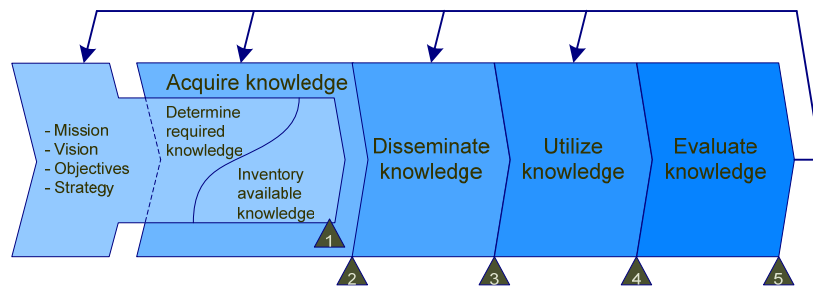 - Mission
- Vision
- Objectives
- Strategy
Acquire knowledge
Determine
required
knowledge
Inventory
available
knowledge
Disseminate
knowledge
Utilize
knowledge
Evaluate
knowledge
1
2
3
4
5